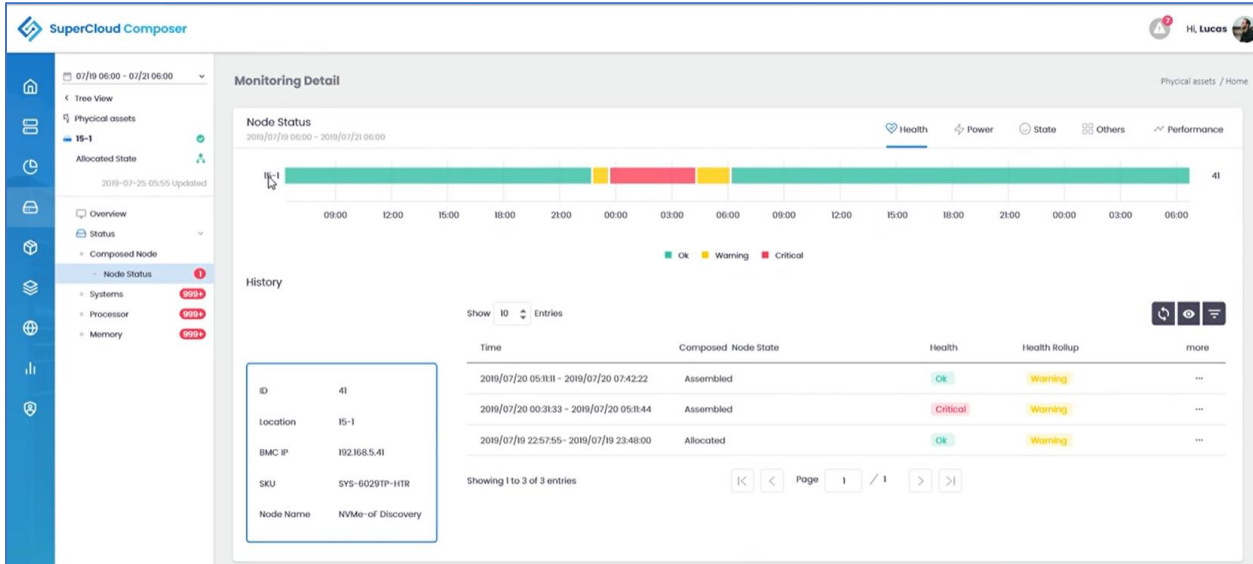 SuperCloud Composer
7
Hi, Lucas
07/19 06:00 - 07/21 06:00
Tree View
Phycical assets
15-1
Allocated State
2019-07-25 05:55 Updated
Overview
Status
Composed Node
- Node Status 1
Systems 999+
Processor 999+
Memory 999+
Monitoring Detail
Phycical assets / Home
Node Status
2019/07/19 06:00 - 2019/07/21 06:00
Health Power State Others Performance
15-1 41
09:00 12:00 15:00 18:00 21:00 00:00 03:00 06:00 09:00 12:00 15:00 18:00 21:00 00:00 03:00 06:00
Ok Warning Critical
History
Show 10 Entries
Time Composed Node State Health Health Rollup more
2019/07/20 05:11:11 - 2019/07/20 07:42:22 Assembled Ok Warning ...
2019/07/20 00:31:33 - 2019/07/20 05:11:44 Assembled Critical Warning ...
2019/07/19 22:57:55- 2019/07/19 23:48:00 Allocated Ok Warning ...
Showing 1 to 3 of 3 entries
Page 1 / 1
ID 41
Location 15-1
BMC IP 192.168.5.41
SKU SYS-6029TP-HTR
Node Name NVMe-oF Discovery